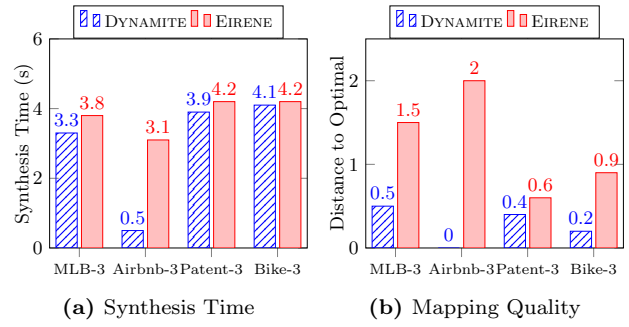 DYNAMITE EIRENE
6
4
2
0
Synthesis Time (s)
3.3 3.8 0.5 3.1 3.9 4.2 4.1 4.2
MLB-3 Airbnb-3 Patent-3 Bike-3
(a) Synthesis Time
DYNAMITE EIRENE
2
1
0
Distance to Optimal
0.5 1.5 0 2 0.4 0.6 0.2 0.9
MLB-3 Airbnb-3 Patent-3 Bike-3
(b) Mapping Quality